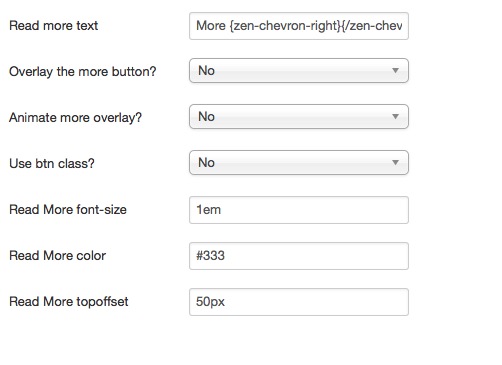 Read more text More {zen-chevron-right}{/zen-chev
Overlay the more button? No
Animate more overlay? No
Use btn class? No
Read More font-size 1em
Read More color #333
Read More topoffset 50px